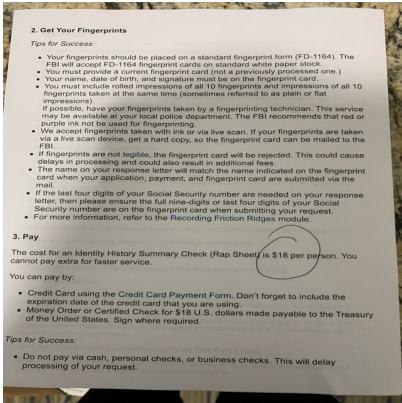 2. Get Your Fingerprints
Tips for Success:
• Your fingerprints should be placed on a standard fingerprint form (FD-1164). The
FBI will accept FD-1164 fingerprint cards on standard white paper stock.
• You must provide a current fingerprint card (not a previously processed one.)
• Your name, date of birth, and signature must be on the fingerprint card.
• You must include rolled impressions of all 10 fingerprints and impressions of all 10
fingerprints taken at the same time (sometimes referred to as plain or flat
impressions).
If possible, have your fingerprints taken by a fingerprinting technician. This service
may be available at your local police department. The FBI recommends that red or
purple ink not be used for fingerprinting.
• We accept fingerprints taken with ink or via live scan. If your fingerprints are taken
via a live scan device, get a hard copy, so the fingerprint card can be mailed to the
FBI.
• If fingerprints are not legible, the fingerprint card will be rejected. This could cause
delays in processing and could also result in additional fees.
• The name on your response letter will match the name indicated on the fingerprint
card when your application, payment, and fingerprint card are submitted via the
mail.
• If the last four digits of your Social Security number are needed on your response
letter, then please ensure the full nine-digits or last four digits of your Social
Security number are on the fingerprint card when submitting your request.
• For more information, refer to the Recording Friction Ridges module.
3. Pay
The cost for an Identity History Summary Check (Rap Sheet) is $18 per person. You
cannot pay extra for faster service.
You can pay by:
• Credit Card using the Credit Card Payment Form. Don't forget to include the
expiration date of the credit card that you are using.
• Money Order or Certified Check for $18 U.S. dollars made payable to the Treasury
of the United States. Sign where required.
Tips for Success:
• Do not pay via cash, personal checks, or business checks. This will delay
processing of your request.